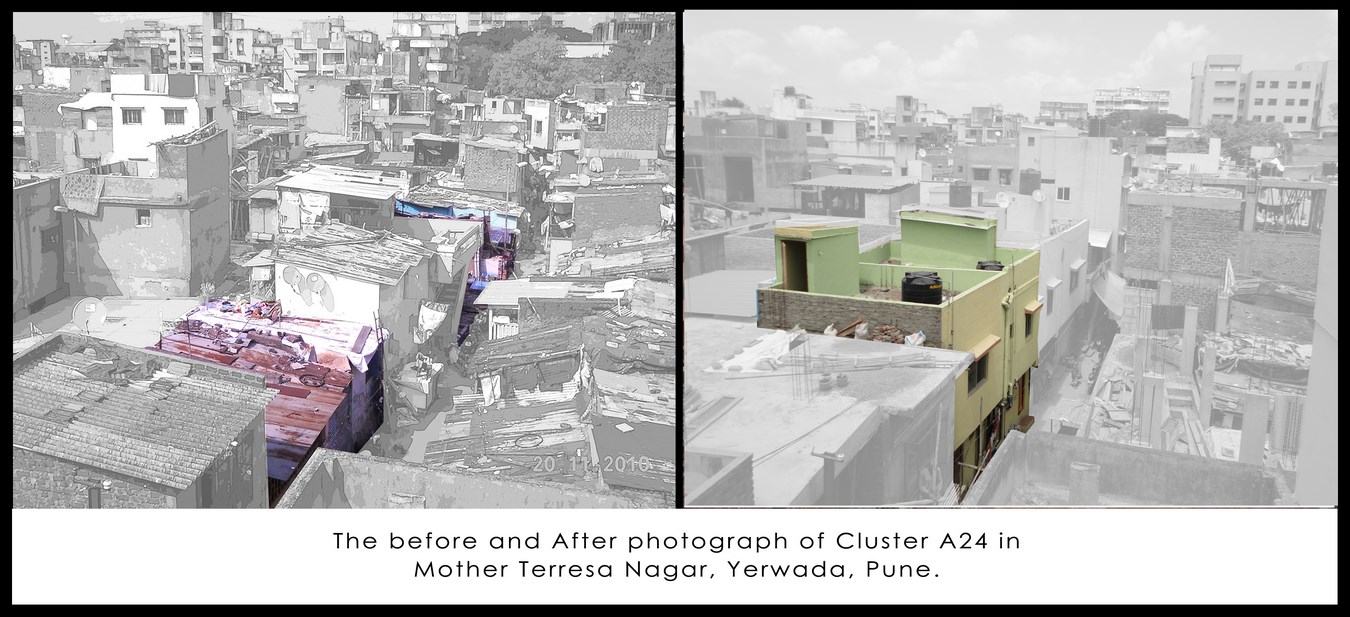 20 11 2010
The before and After photograph of Cluster A24 in
Mother Terresa Nagar, Yerwada, Pune.